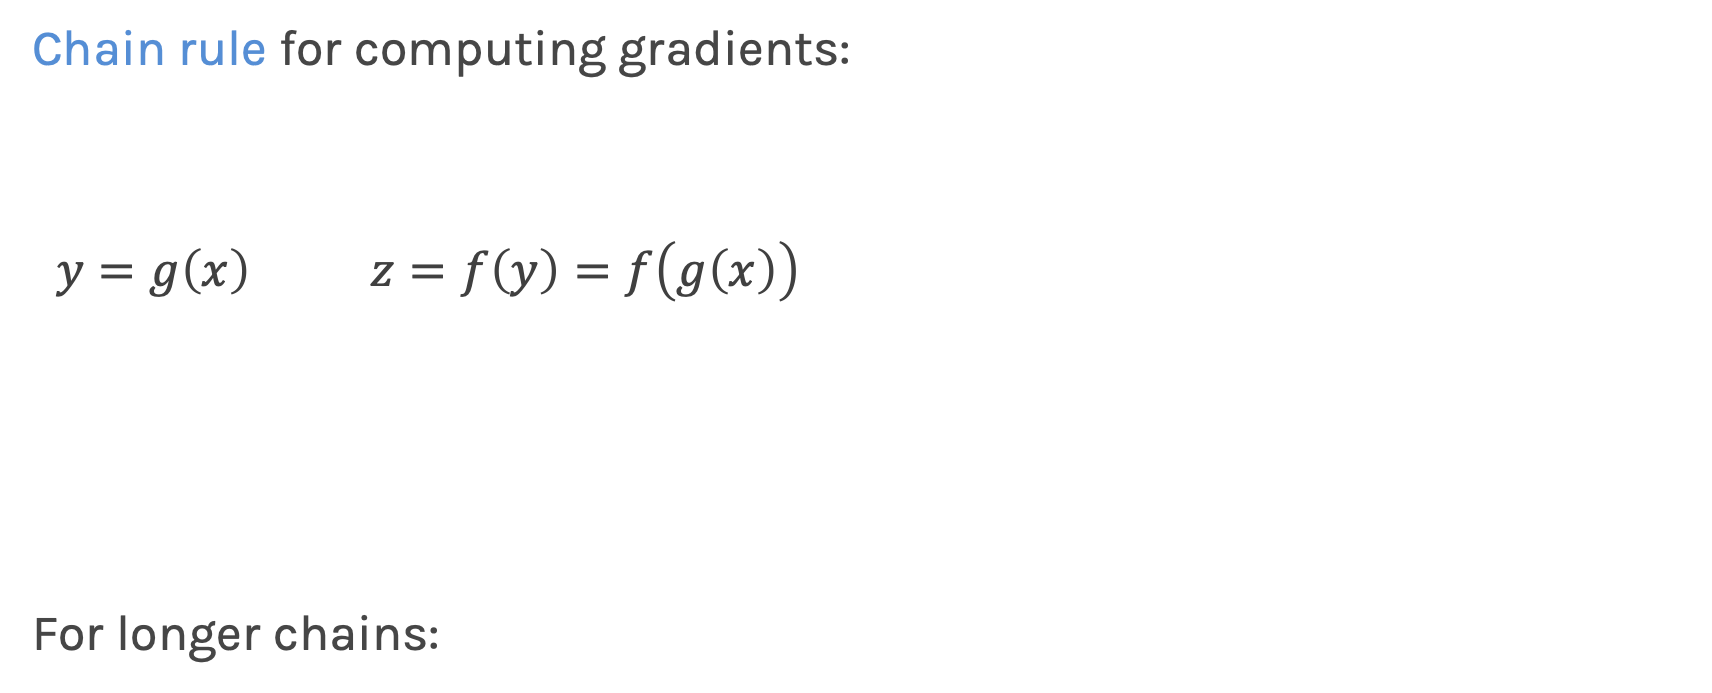 Chain rule for computing gradients:
y = g(x) z = f(y) = f(g(x))
For longer chains: